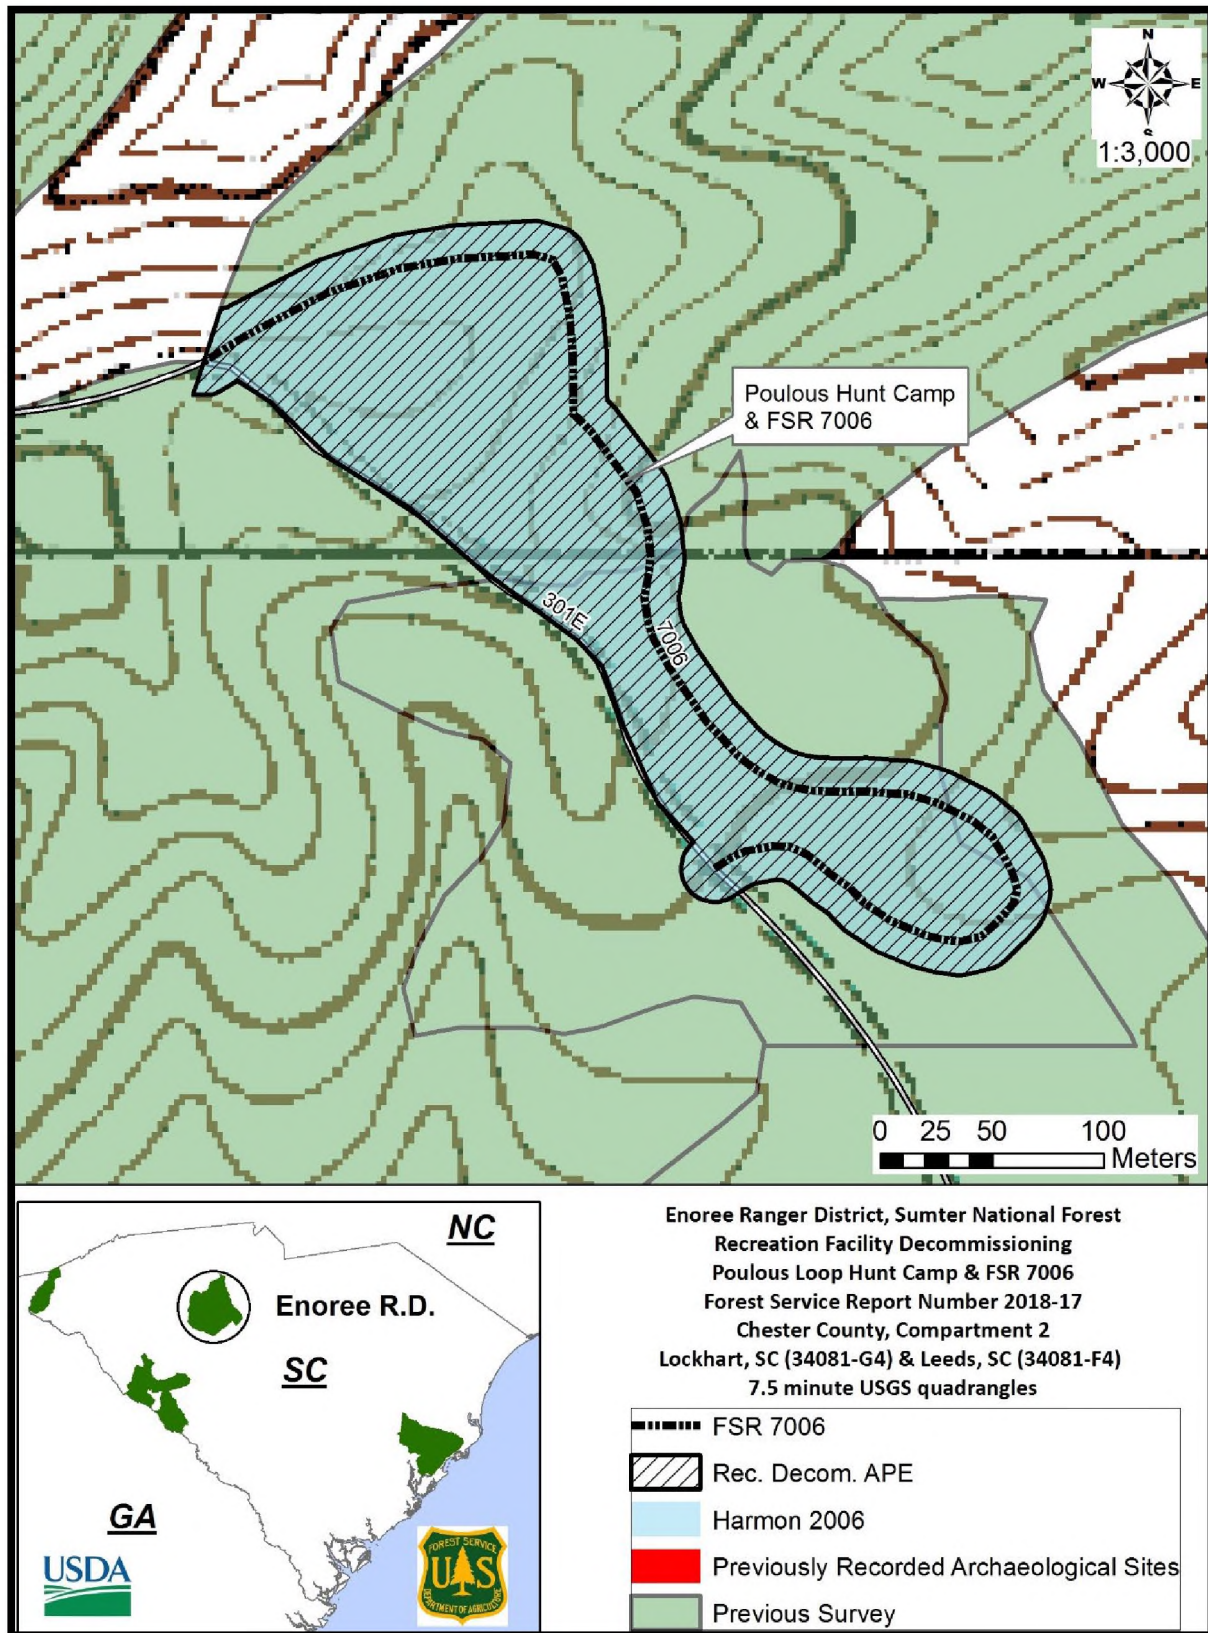 N
W E
S
1:3,000
Poulous Hunt Camp
& FSR 7006
301E
7006
0 25 50 100
Meters
NC
Enoree R.D.
SC
GA
USDA
FOREST SERVICE
US
DEPARTMENT OF AGRICULTURE
Enoree Ranger District, Sumter National Forest
Recreation Facility Decommissioning
Poulous Loop Hunt Camp & FSR 7006
Forest Service Report Number 2018-17
Chester County, Compartment 2
Lockhart, SC (34081-G4) & Leeds, SC (34081-F4)
7.5 minute USGS quadrangles
FSR 7006
Rec. Decom. APE
Harmon 2006
Previously Recorded Archaeological Sites
Previous Survey